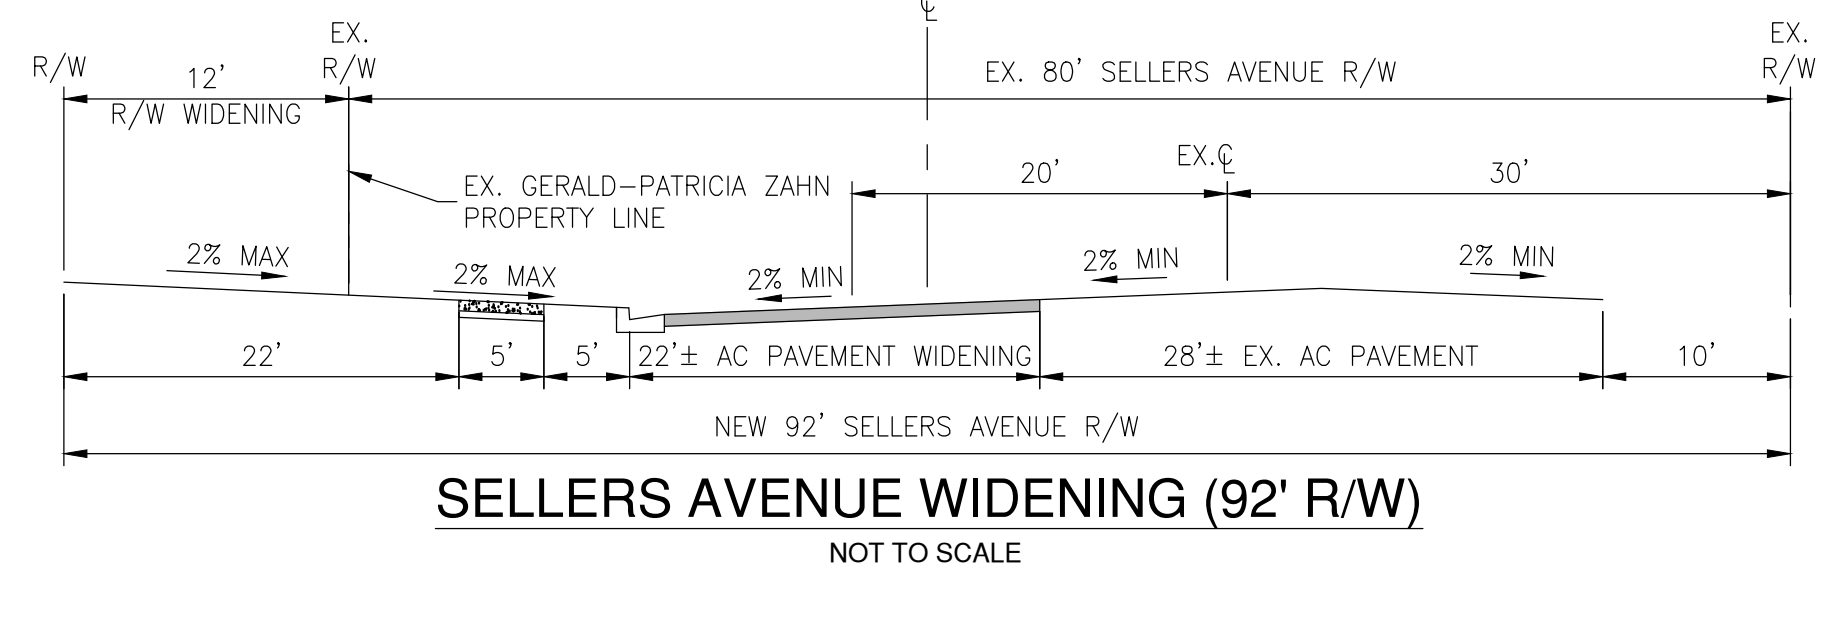 ℄
R/W
12'
R/W WIDENING
EX.
R/W
EX. 80' SELLERS AVENUE R/W
EX.
R/W
EX. GERALD-PATRICIA ZAHN
PROPERTY LINE
20'
EX.℄
30'
2% MAX
2% MAX
2% MIN
2% MIN
2% MIN
22'
5'
5'
22'± AC PAVEMENT WIDENING
28'± EX. AC PAVEMENT
10'
NEW 92' SELLERS AVENUE R/W
SELLERS AVENUE WIDENING (92' R/W)
NOT TO SCALE